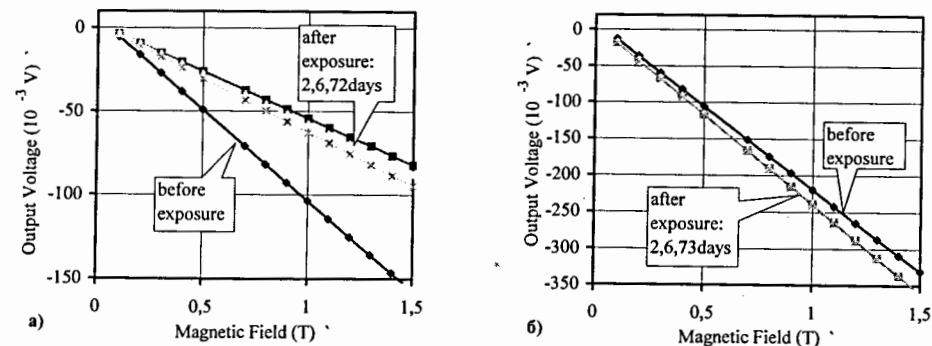 0
-50
-100
-150
Output Voltage (10⁻³ V) `
after
exposure:
2,6,72days
before
exposure
0
0,5
1
1,5
Magnetic Field (T) `
а)
0
-50
-100
-150
-200
-250
-300
-350
Output Voltage (10⁻³ V) `
before
exposure
after
exposure:
2,6,73days
0
0,5
1
1,5
Magnetic Field (T) `
б)